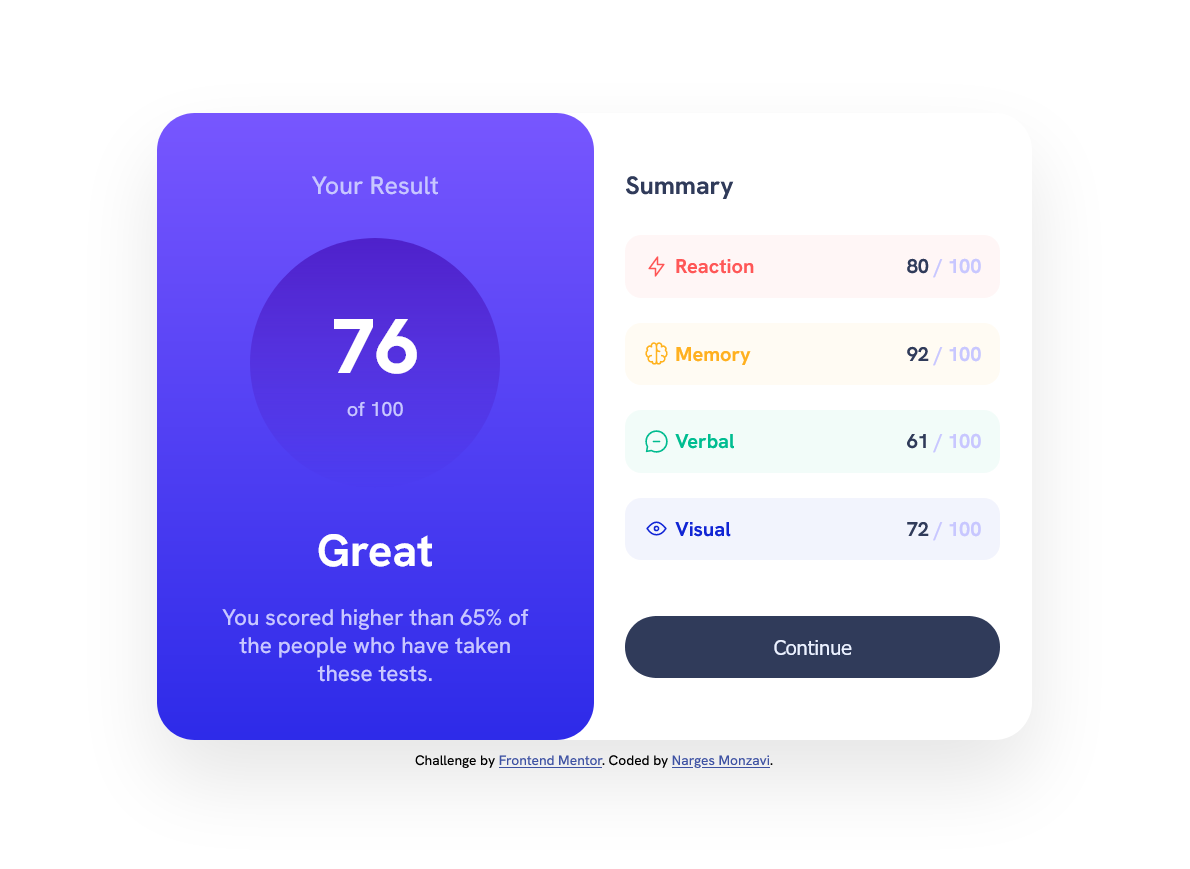 Your Result
76
of 100
Great
You scored higher than 65% of
the people who have taken
these tests.
Summary
Reaction 80 / 100
Memory 92 / 100
Verbal 61 / 100
Visual 72 / 100
Continue
Challenge by Frontend Mentor. Coded by Narges Monzavi.